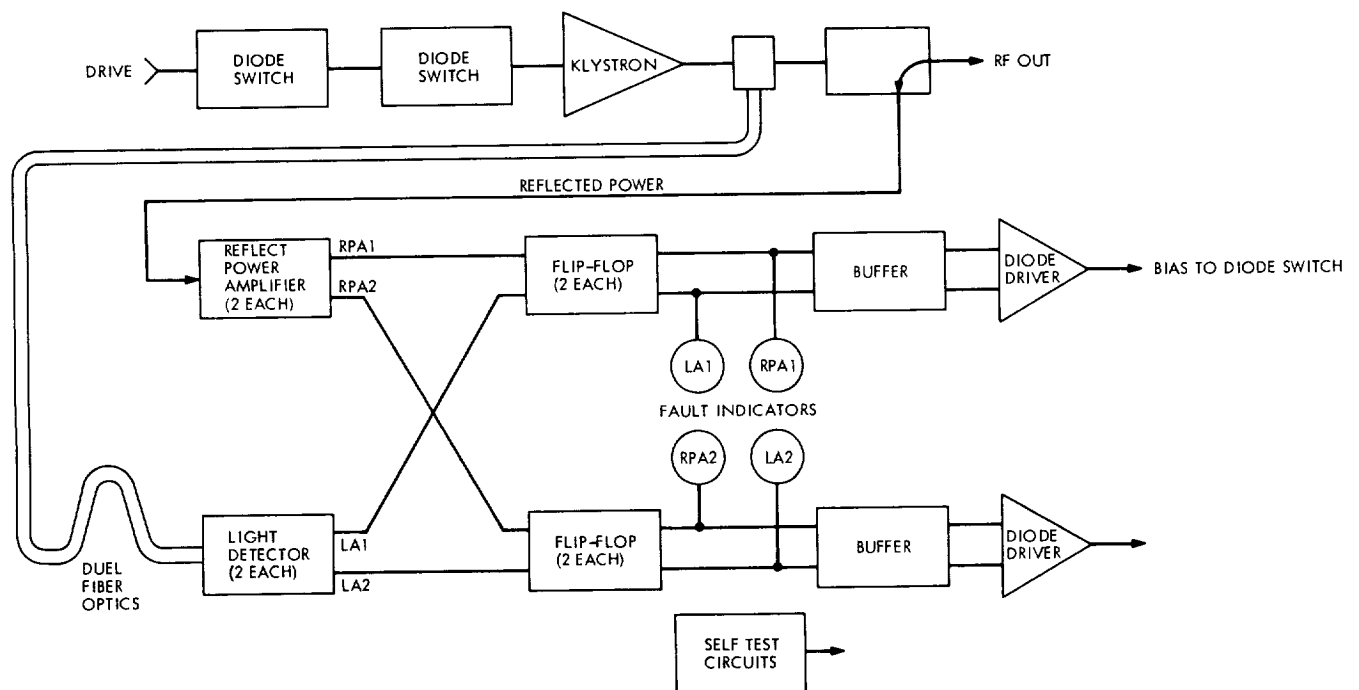 DRIVE
DIODE
SWITCH
DIODE
SWITCH
KLYSTRON
RF OUT
REFLECTED POWER
REFLECT
POWER
AMPLIFIER
(2 EACH)
RPA1
RPA2
FLIP-FLOP
(2 EACH)
BUFFER
DIODE
DRIVER
BIAS TO DIODE SWITCH
LA1
RPA1
FAULT INDICATORS
RPA2
LA2
DUEL
FIBER
OPTICS
LIGHT
DETECTOR
(2 EACH)
LA1
LA2
FLIP-FLOP
(2 EACH)
BUFFER
DIODE
DRIVER
SELF TEST
CIRCUITS